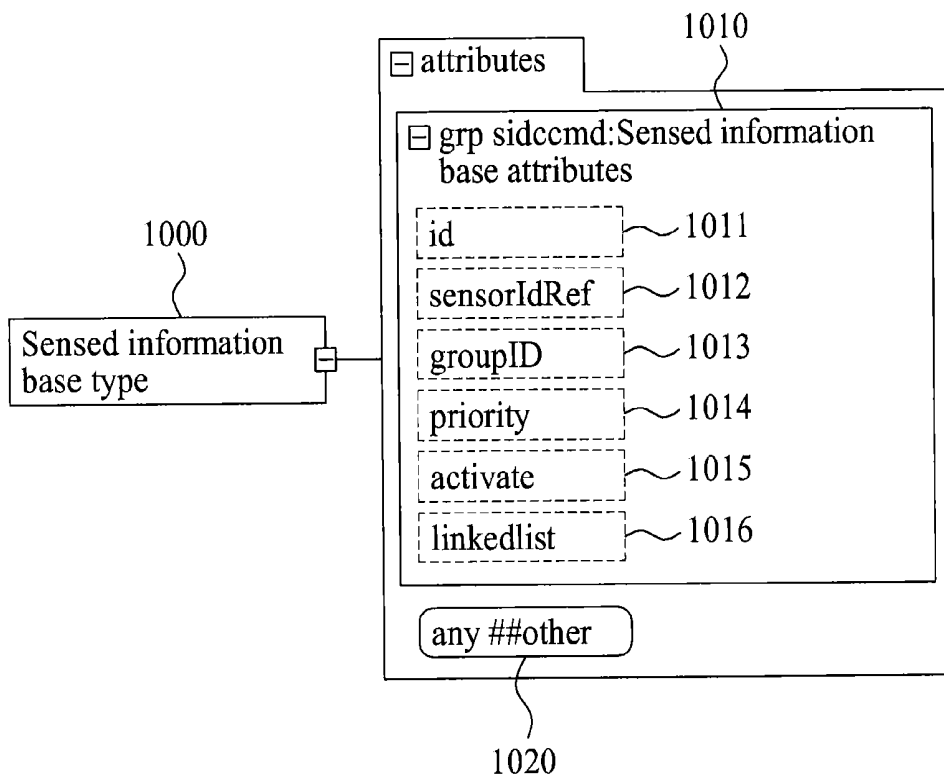 1010
attributes
grp sidccmd:Sensed information
base attributes
1000
id
1011
sensorIdRef
1012
Sensed information
base type
groupID
1013
priority
1014
activate
1015
linkedlist
1016
any ##other
1020